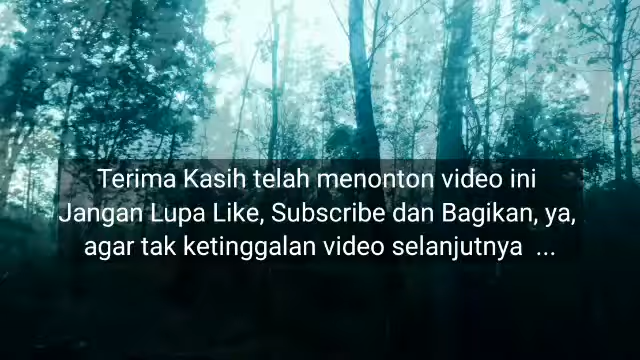 Terima Kasih telah menonton video ini
Jangan Lupa Like, Subscribe dan Bagikan, ya,
agar tak ketinggalan video selanjutnya ...